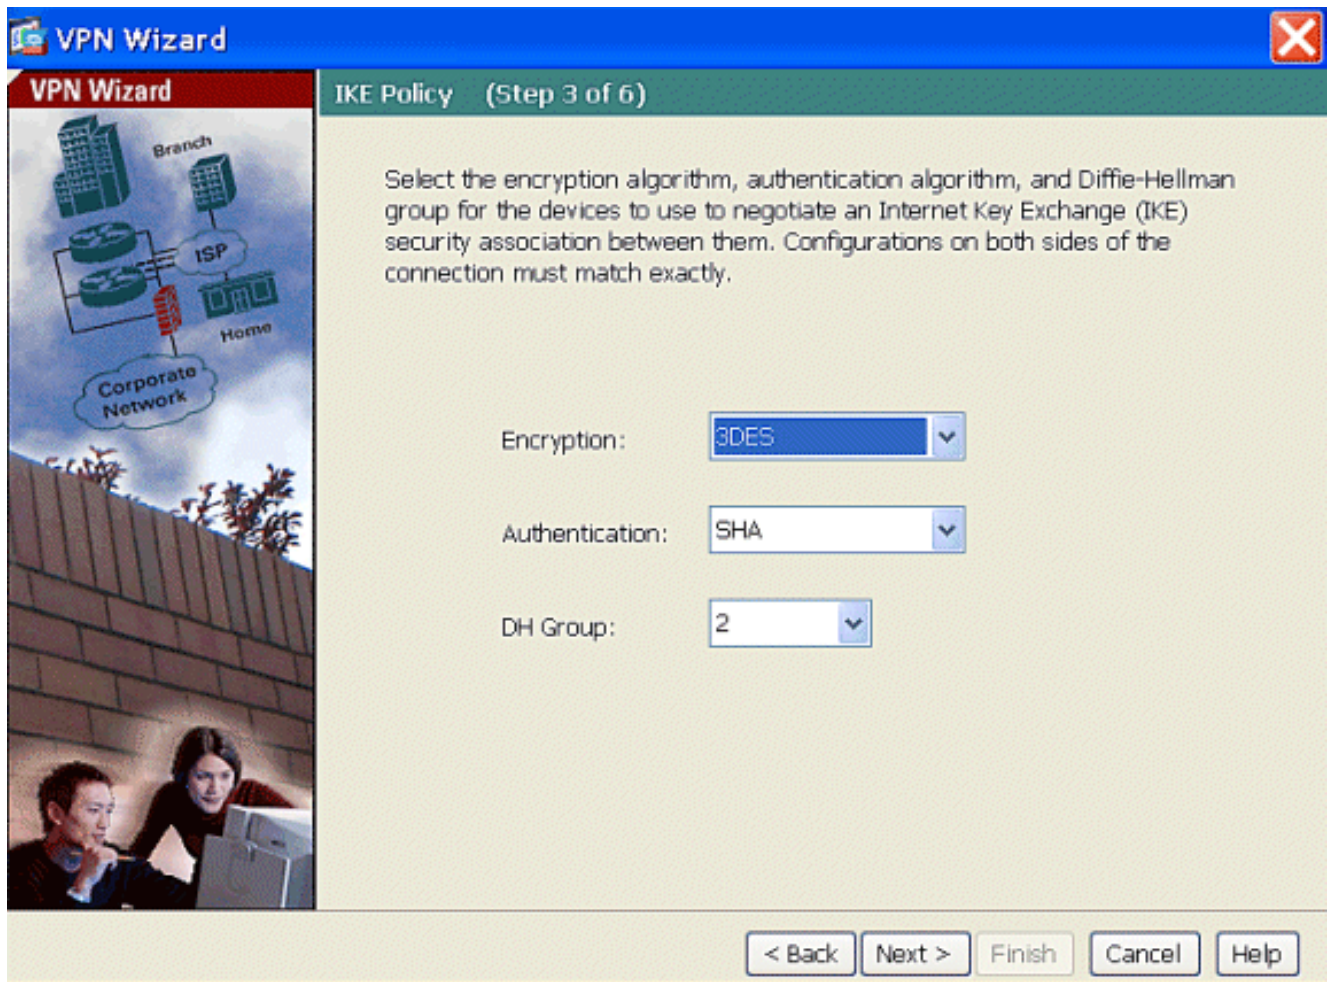 VPN Wizard
VPN Wizard
IKE Policy (Step 3 of 6)
Branch
ISP
Home
Corporate
Network
Select the encryption algorithm, authentication algorithm, and Diffie-Hellman
group for the devices to use to negotiate an Internet Key Exchange (IKE)
security association between them. Configurations on both sides of the
connection must match exactly.
Encryption: 3DES
Authentication: SHA
DH Group: 2
< Back Next > Finish Cancel Help